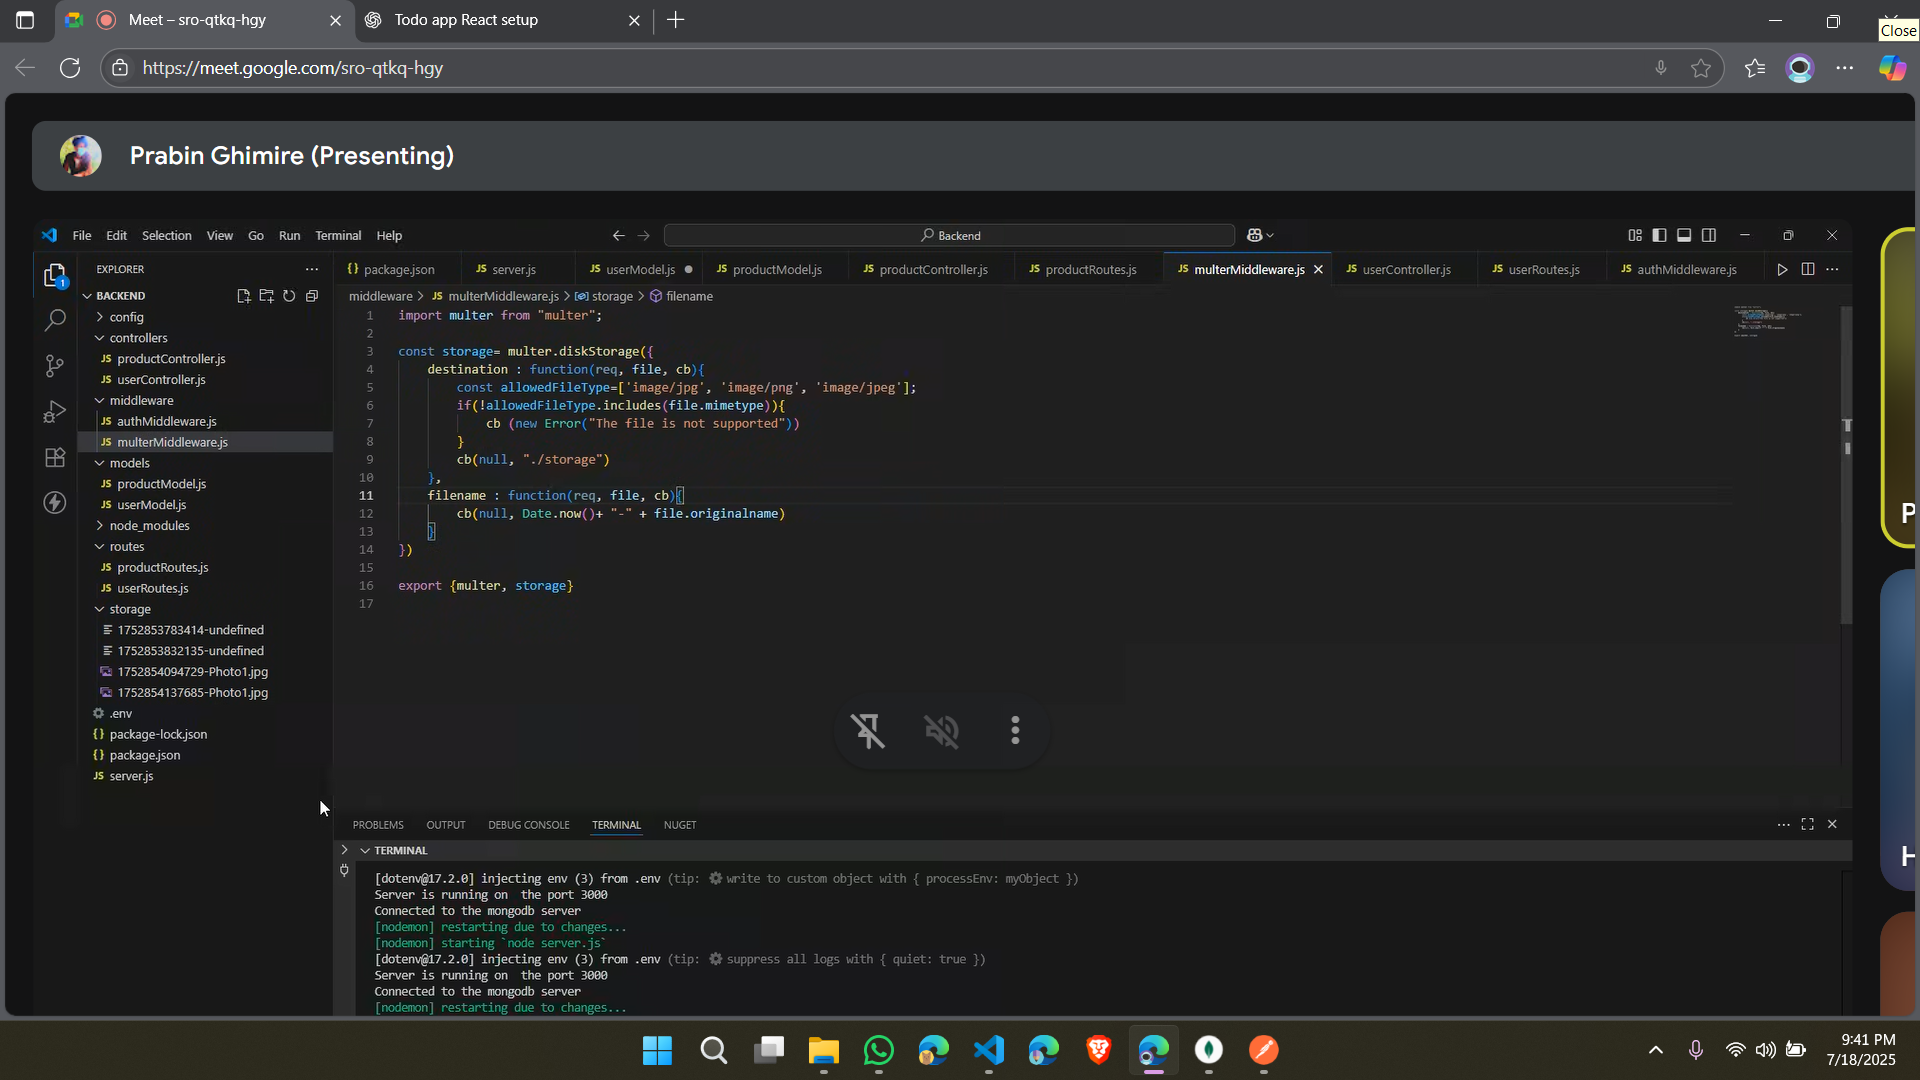 Meet – sro-qtkq-hgy
Todo app React setup
Close
https://meet.google.com/sro-qtkq-hgy
Prabin Ghimire (Presenting)
File Edit Selection View Go Run Terminal Help
Backend
EXPLORER
package.json
server.js
userModel.js
productModel.js
productController.js
productRoutes.js
multerMiddleware.js
userController.js
userRoutes.js
authMiddleware.js
BACKEND
middleware > JS multerMiddleware.js > storage > filename
config
controllers
JS productController.js
JS userController.js
middleware
JS authMiddleware.js
JS multerMiddleware.js
models
JS productModel.js
JS userModel.js
node_modules
routes
JS productRoutes.js
JS userRoutes.js
storage
1752853783414-undefined
1752853832135-undefined
1752854094729-Photo1.jpg
1752854137685-Photo1.jpg
.env
{} package-lock.json
{} package.json
JS server.js
1 import multer from "multer";
2
3 const storage= multer.diskStorage({
4 destination : function(req, file, cb){
5 const allowedFileType=['image/jpg', 'image/png', 'image/jpeg'];
6 if(!allowedFileType.includes(file.mimetype)){
7 cb (new Error("The file is not supported"))
8 }
9 cb(null, "./storage")
10 },
11 filename : function(req, file, cb){
12 cb(null, Date.now()+ "-" + file.originalname)
13 }
14 })
15
16 export {multer, storage}
17
P
H
PROBLEMS OUTPUT DEBUG CONSOLE TERMINAL NUGET
TERMINAL
[dotenv@17.2.0] injecting env (3) from .env (tip: ⚙ write to custom object with { processEnv: myObject })
Server is running on  the port 3000
Connected to the mongodb server
[nodemon] restarting due to changes...
[nodemon] starting `node server.js`
[dotenv@17.2.0] injecting env (3) from .env (tip: ⚙ suppress all logs with { quiet: true })
Server is running on  the port 3000
Connected to the mongodb server
[nodemon] restarting due to changes...
9:41 PM
7/18/2025